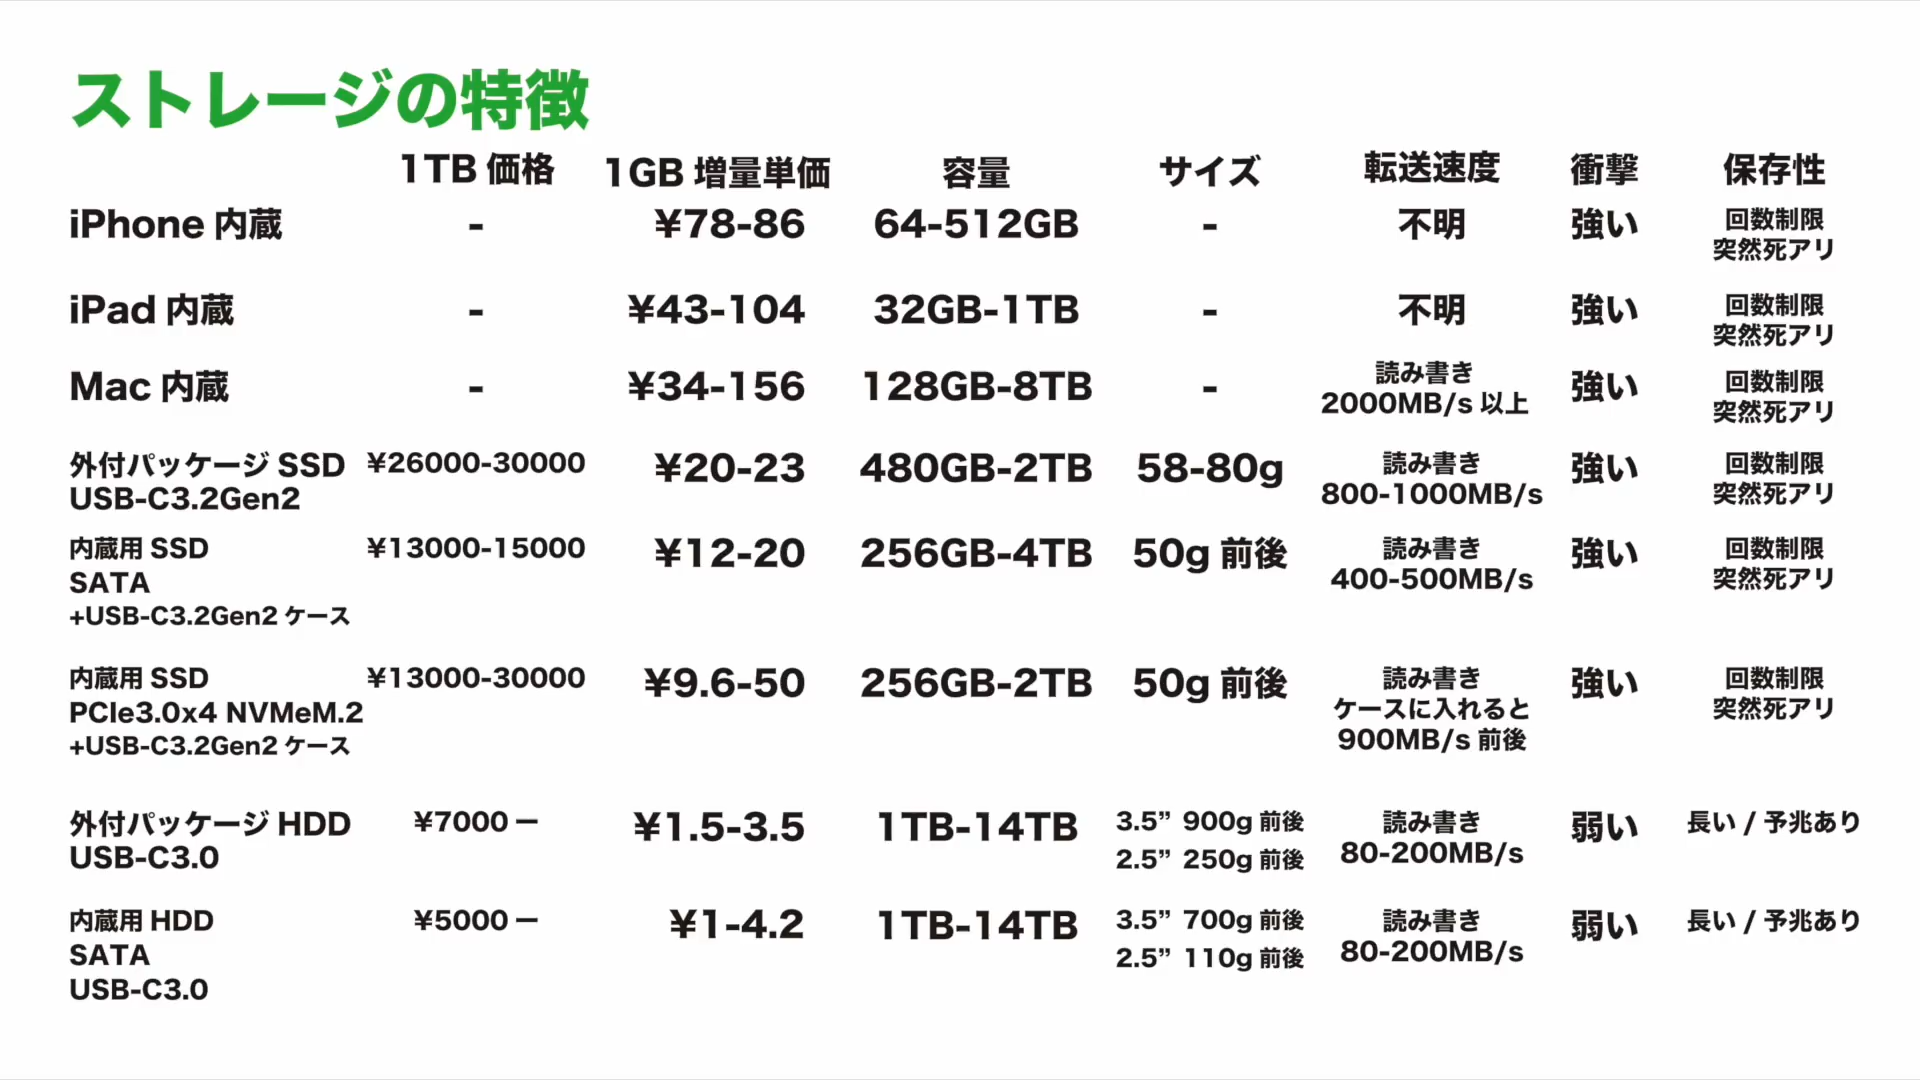 ストレージの特徴
1TB 価格 1GB 増量単価 容量 サイズ 転送速度 衝撃 保存性
iPhone 内蔵 - ¥78-86 64-512GB - 不明 強い 回数制限
突然死アリ
iPad 内蔵 - ¥43-104 32GB-1TB - 不明 強い 回数制限
突然死アリ
Mac 内蔵 - ¥34-156 128GB-8TB - 読み書き 強い 回数制限
2000MB/s 以上 突然死アリ
外付パッケージ SSD ¥26000-30000 ¥20-23 480GB-2TB 58-80g 読み書き 強い 回数制限
USB-C3.2Gen2 800-1000MB/s 突然死アリ
内蔵用 SSD ¥13000-15000 ¥12-20 256GB-4TB 50g 前後 読み書き 強い 回数制限
SATA 400-500MB/s 突然死アリ
+USB-C3.2Gen2 ケース
内蔵用 SSD ¥13000-30000 ¥9.6-50 256GB-2TB 50g 前後 読み書き 強い 回数制限
PCIe3.0x4 NVMeM.2 ケースに入れると 突然死アリ
+USB-C3.2Gen2 ケース 900MB/s 前後
外付パッケージ HDD ¥7000 ー ¥1.5-3.5 1TB-14TB 3.5” 900g 前後 読み書き 弱い 長い / 予兆あり
USB-C3.0 2.5” 250g 前後 80-200MB/s
内蔵用 HDD ¥5000 ー ¥1-4.2 1TB-14TB 3.5” 700g 前後 読み書き 弱い 長い / 予兆あり
SATA 2.5” 110g 前後 80-200MB/s
USB-C3.0